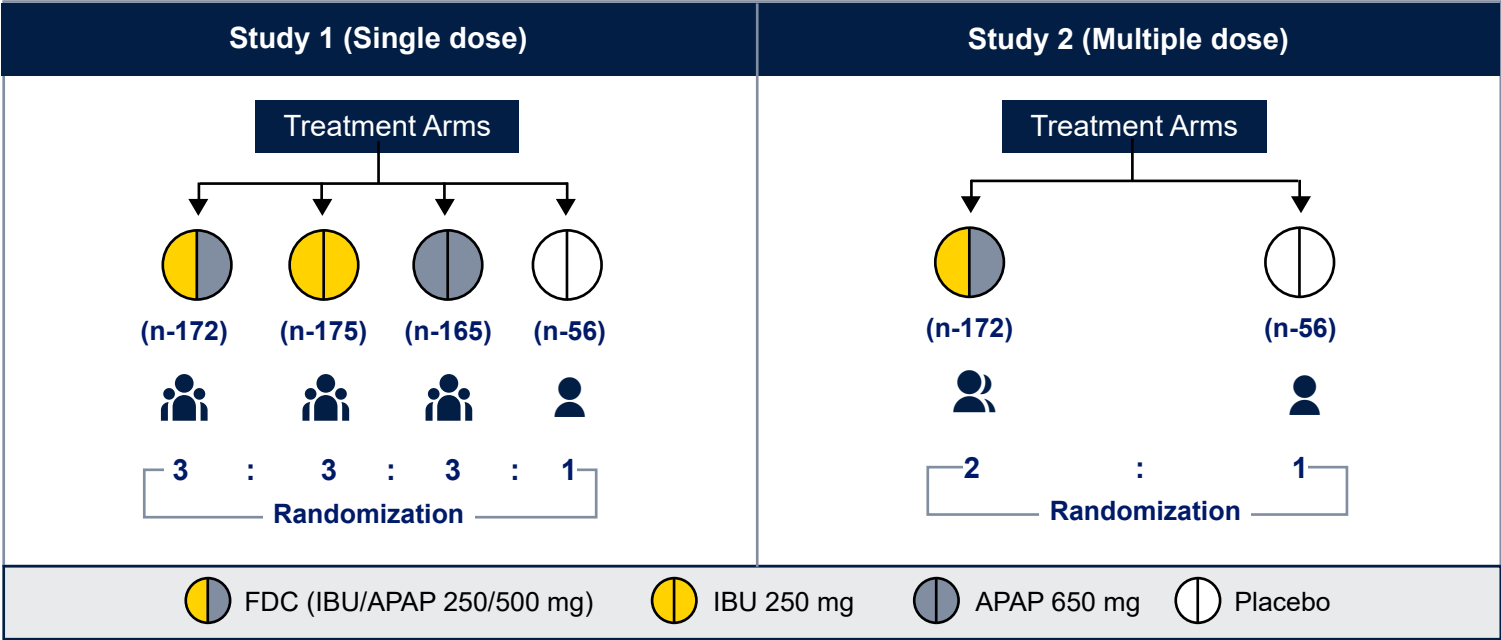 Study 1 (Single dose)
Study 2 (Multiple dose)
Treatment Arms
Treatment Arms
(n-172) (n-175) (n-165) (n-56)
(n-172) (n-56)
3 : 3 : 3 : 1
Randomization
2 : 1
Randomization
FDC (IBU/APAP 250/500 mg) IBU 250 mg APAP 650 mg Placebo